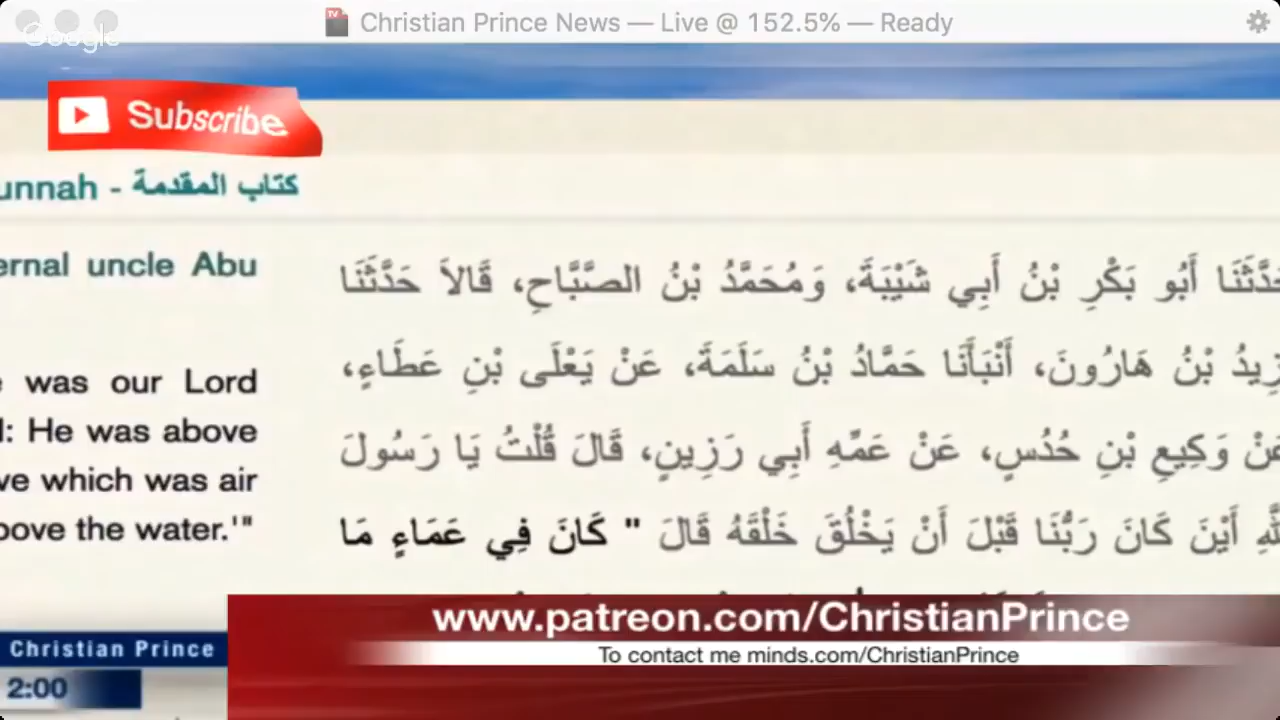 Christian Prince News — Live @ 152.5% — Ready
Google
Subscribe
unnah - كتاب المقدمة
ernal uncle Abu
was our Lord
: He was above
ve which was air
bove the water.'"
حَدَّثَنَا أَبُو بَكْرِ بْنُ أَبِي شَيْبَةَ، وَمُحَمَّدُ بْنُ الصَّبَّاحِ، قَالاَ حَدَّثَنَا
زِيدُ بْنُ هَارُونَ، أَنْبَأَنَا حَمَّادُ بْنُ سَلَمَةَ، عَنْ يَعْلَى بْنِ عَطَاءٍ،
عَنْ وَكِيعِ بْنِ حُدُسٍ، عَنْ عَمِّهِ أَبِي رَزِينٍ، قَالَ قُلْتُ يَا رَسُولَ
للَّهِ أَيْنَ كَانَ رَبُّنَا قَبْلَ أَنْ يَخْلُقَ خَلْقَهُ قَالَ " كَانَ فِي عَمَاءٍ مَا
www.patreon.com/ChristianPrince
To contact me minds.com/ChristianPrince
Christian Prince
2:00